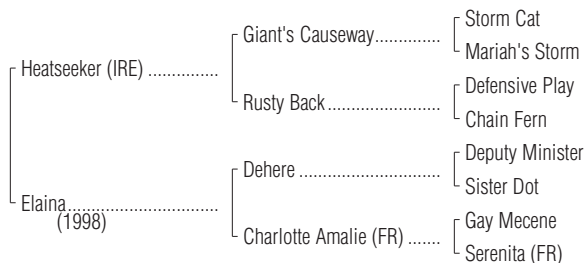 Storm Cat
Giant's Causeway..............
Mariah's Storm
Heatseeker (IRE) ...............
Defensive Play
Rusty Back ........................
Chain Fern
Deputy Minister
Dehere ..............................
Sister Dot
Elaina................................
(1998)
Gay Mecene
Charlotte Amalie (FR) .......
Serenita (FR)